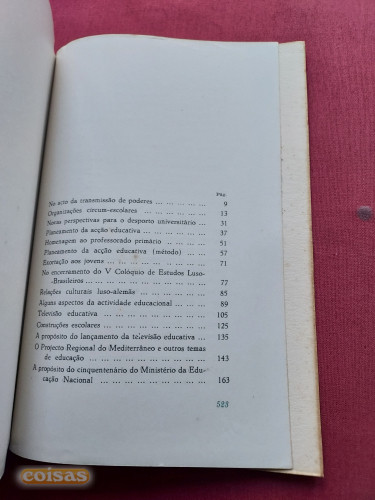 PÁG.
No acto da transmissão de poderes ... ... ... ... ... 9
Organizações circum-escolares ... ... ... ... ... 13
Novas perspectivas para o desporto universitário ... 31
Planeamento da acção educativa ... ... ... ... ... 37
Homenagem ao professorado primário .. ... ... ... 51
Planeamento da acção educativa (método) ... ... ... 57
Exortação aos jovens ... ... ... ... ... ... ... 71
No encerramento do V Colóquio de Estudos Luso-
-Brasileiros ... ... ... ... ... ... ... ... ... 77
Relações culturais luso-alemãs ... ... ... ... ... 85
Alguns aspectos da actividade educacional ... ... ... 89
Televisão educativa ... ... ... ... ... ... ... 105
Construções escolares ... ... ... ... ... ... ... 125
A propósito do lançamento da televisão educativa ... 135
O Projecto Regional do Mediterrâneo e outros temas
de educação ... ... ... ... ... ... ... ... 143
A propósito do cinquentenário do Ministério da Edu-
cação Nacional ... ... ... ... ... ... ... ... 163
523
coisas